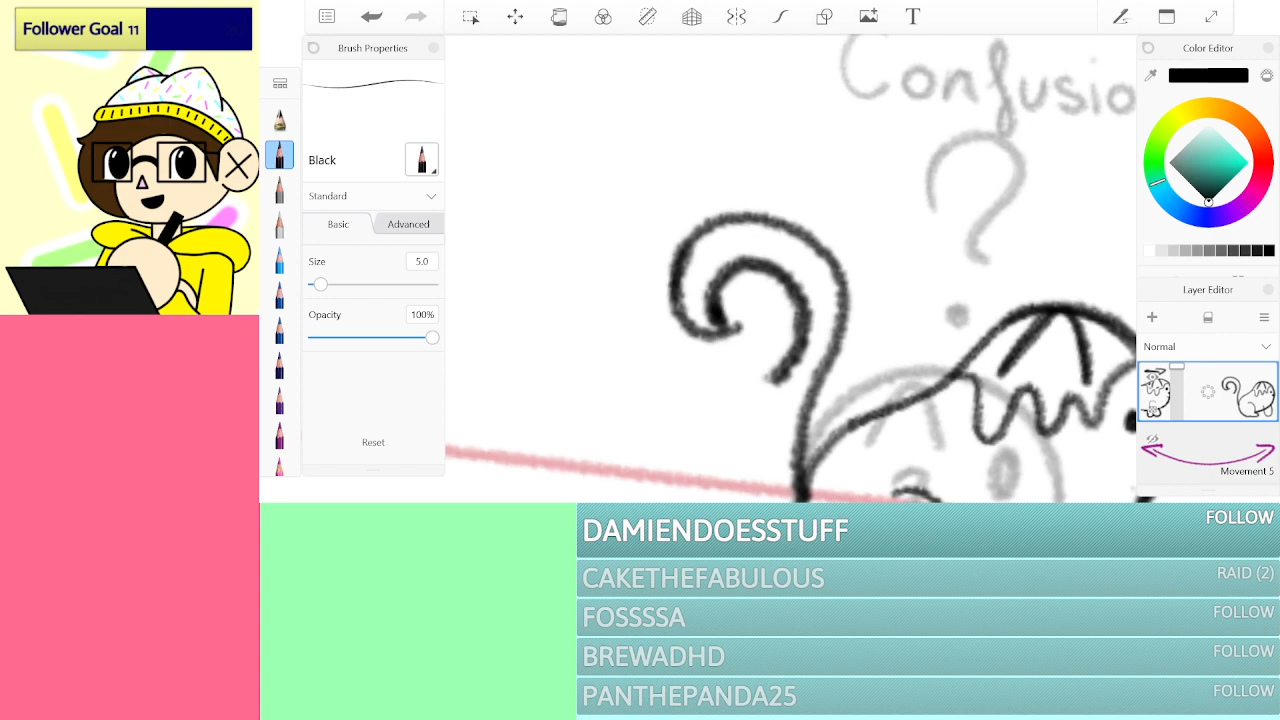 Follower Goal 11
Brush Properties
Black
Standard
Basic
Advanced
Size
5.0
Opacity
100%
Reset
T
Confusio
?
Color Editor
Layer Editor
Normal
Movement 5
DAMIENDOESSTUFF
FOLLOW
CAKETHEFABULOUS
RAID (2)
FOSSSSA
FOLLOW
BREWADHD
FOLLOW
PANTHEPANDA25
FOLLOW